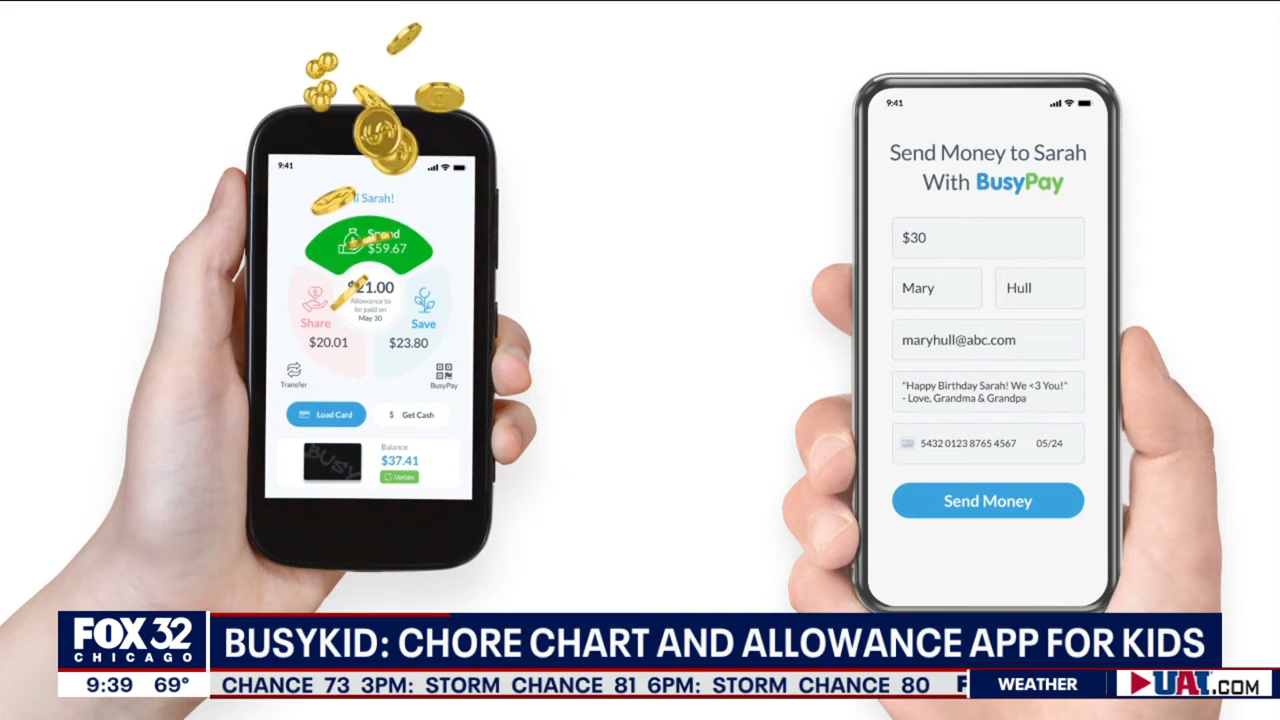 9:41
Hi Sarah!
Spend
$59.67
$21.00
Allowance to
be paid on
May 30
Share
$20.01
Save
$23.80
Transfer
BusyPay
Load Card
$ Get Cash
BUSY
Balance
$37.41
Update
9:41
Send Money to Sarah
With BusyPay
$30
Mary
Hull
maryhull@abc.com
"Happy Birthday Sarah! We <3 You!"
- Love, Grandma & Grandpa
5432 0123 8765 4567 05/24
Send Money
FOX 32
CHICAGO
BUSYKID: CHORE CHART AND ALLOWANCE APP FOR KIDS
9:39 69°
CHANCE 73 3PM: STORM CHANCE 81 6PM: STORM CHANCE 80
WEATHER
.COM